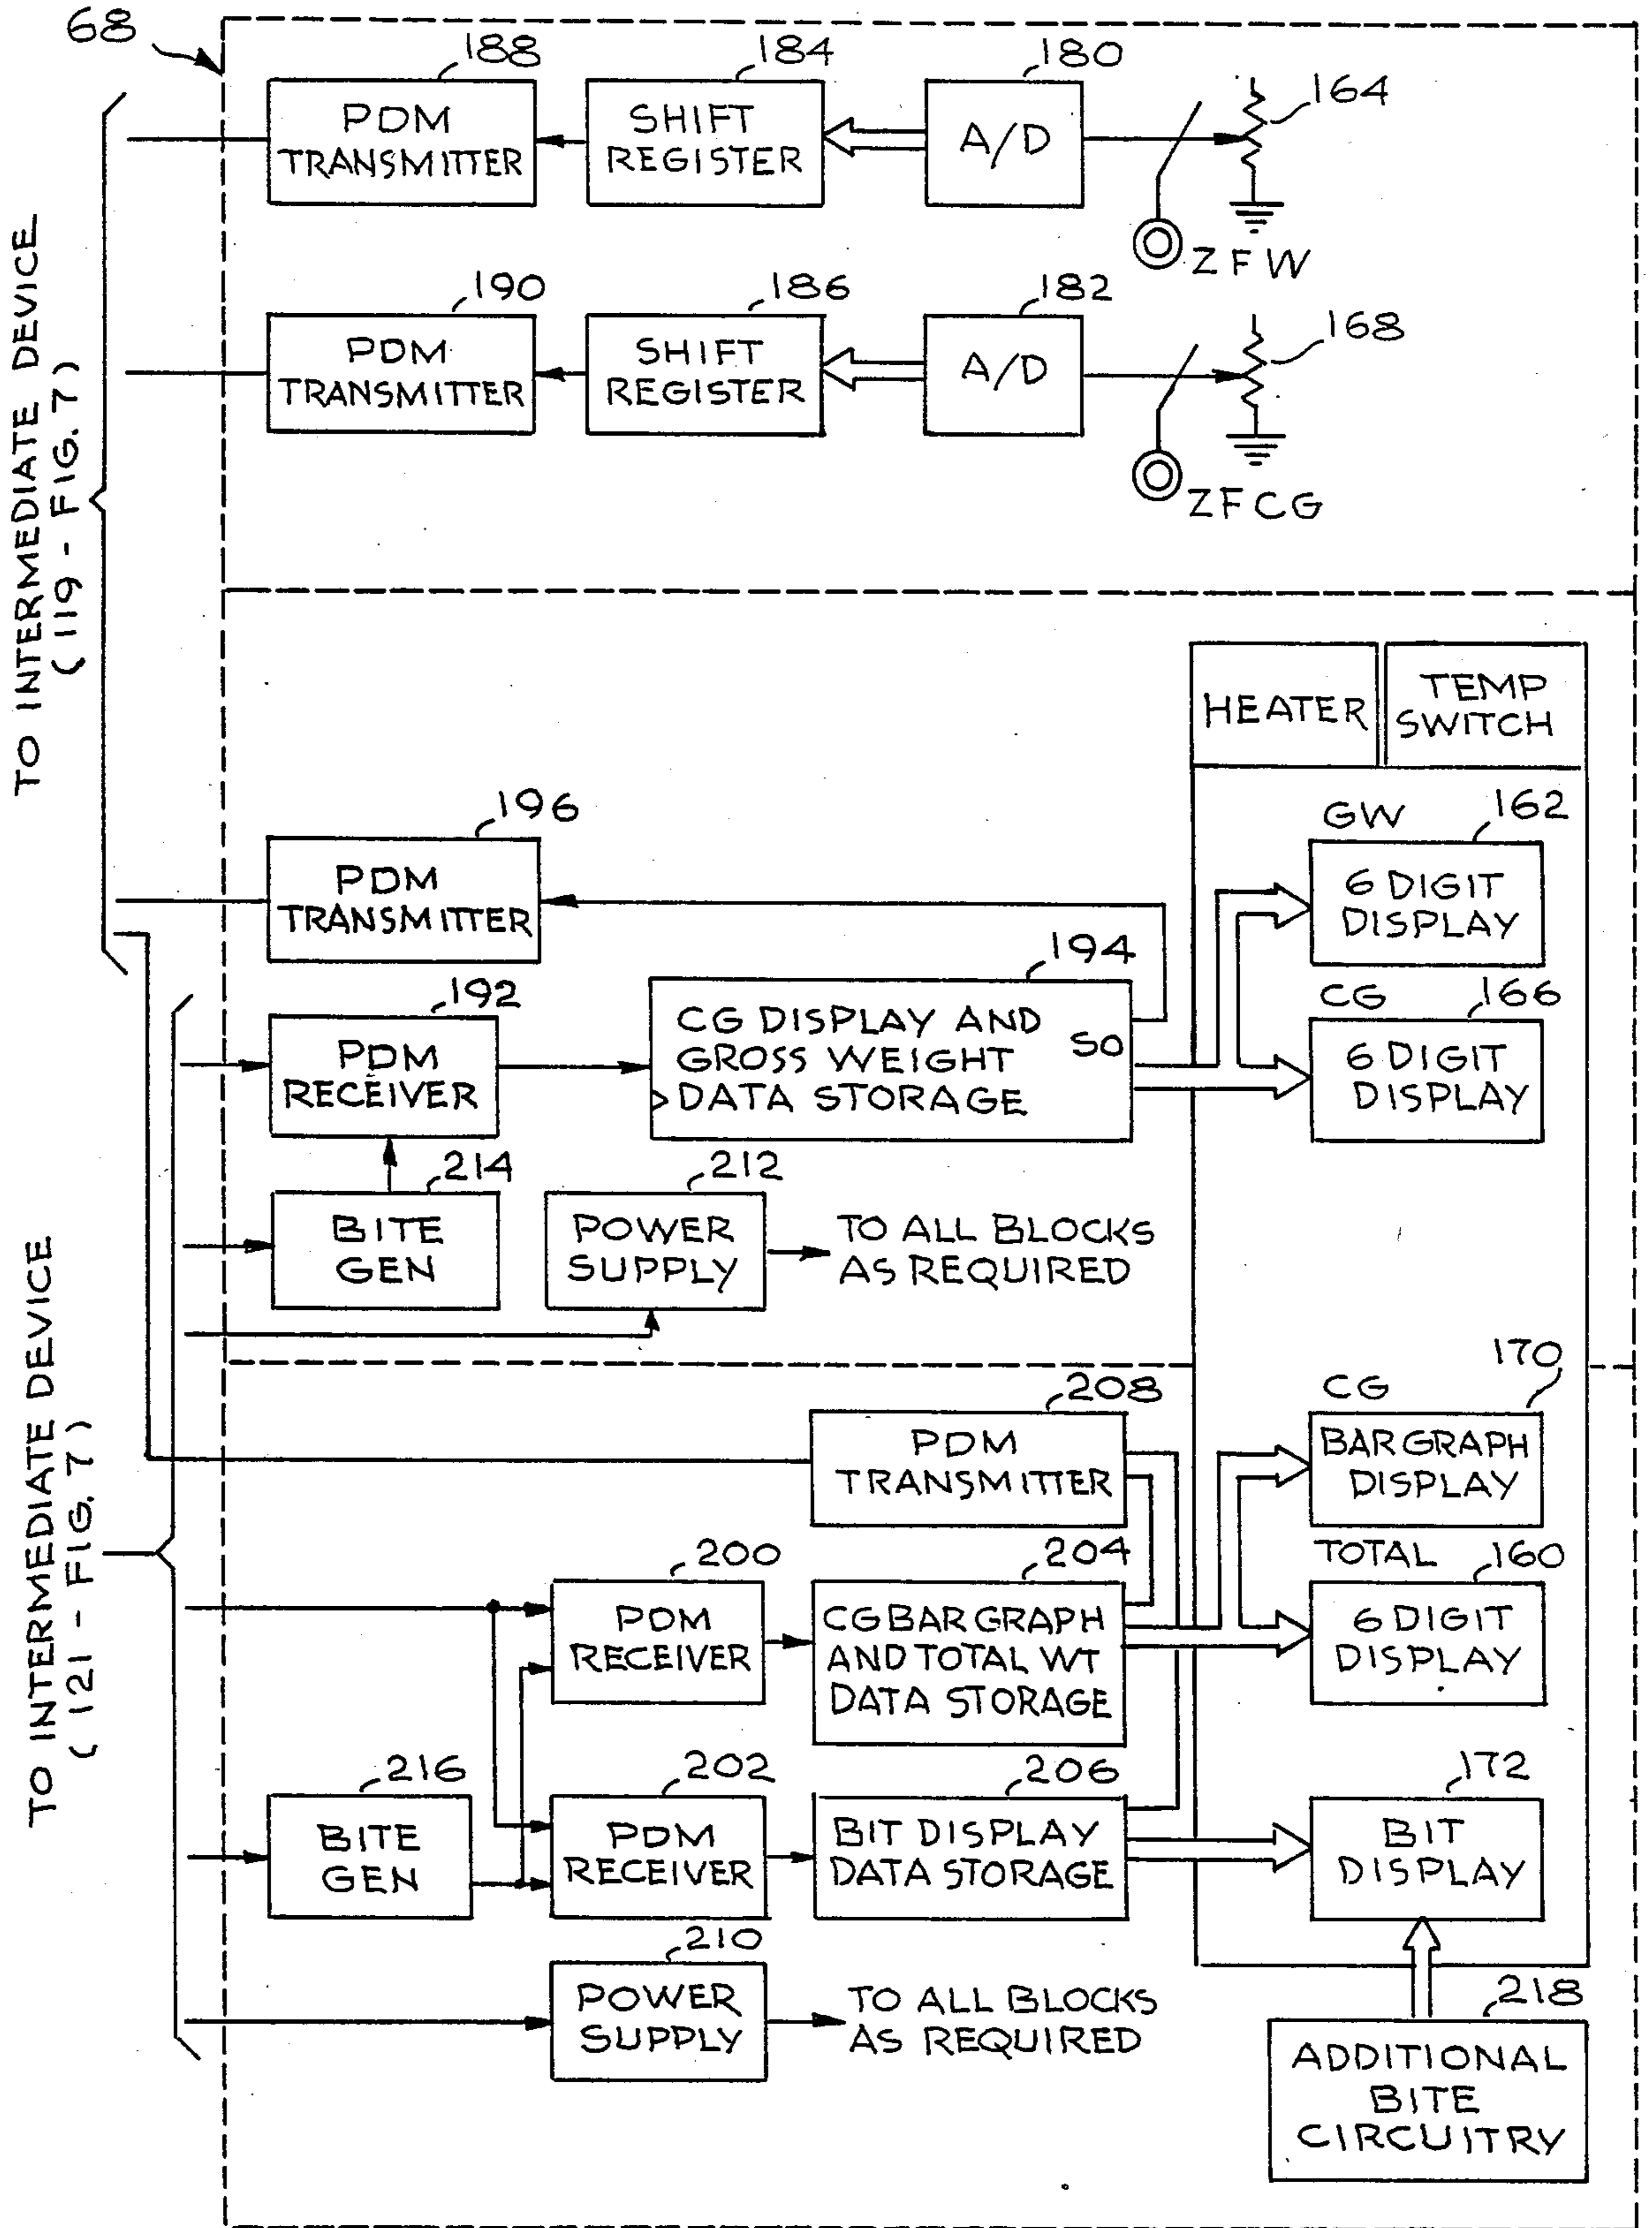 68
188
184
180
164
PDM
TRANSMITTER
SHIFT
REGISTER
A/D
ZFW
190
186
182
168
PDM
TRANSMITTER
SHIFT
REGISTER
A/D
ZFCG
TO INTERMEDIATE DEVICE
(119 - FIG. 7)
HEATER
TEMP
SWITCH
196
PDM
TRANSMITTER
GW
162
6 DIGIT
DISPLAY
194
CG DISPLAY AND
GROSS WEIGHT
DATA STORAGE
SO
192
PDM
RECEIVER
CG
166
6 DIGIT
DISPLAY
214
BITE
GEN
212
POWER
SUPPLY
TO ALL BLOCKS
AS REQUIRED
TO INTERMEDIATE DEVICE
(121 - FIG. 7)
208
PDM
TRANSMITTER
170
CG
BAR GRAPH
DISPLAY
200
PDM
RECEIVER
204
CG BAR GRAPH
AND TOTAL WT
DATA STORAGE
TOTAL
160
6 DIGIT
DISPLAY
216
BITE
GEN
202
PDM
RECEIVER
206
BIT DISPLAY
DATA STORAGE
172
BIT
DISPLAY
210
POWER
SUPPLY
TO ALL BLOCKS
AS REQUIRED
218
ADDITIONAL
BITE
CIRCUITRY